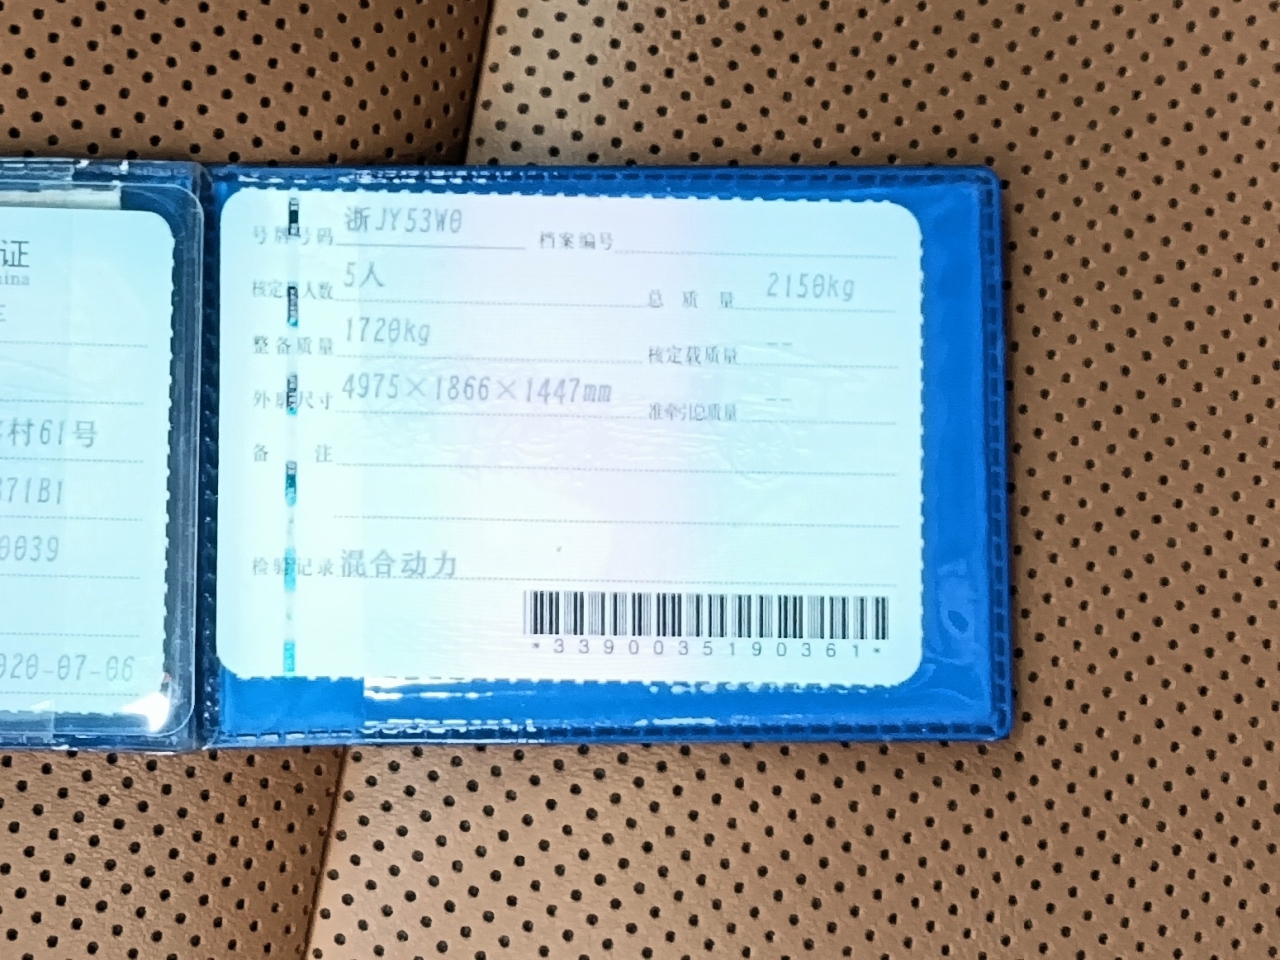 证
ina
村61号
371B1
0039
020-07-06
号牌号码 浙JY53W0 档案编号
核定载人数 5人 总质量 2150kg
整备质量 1720kg 核定载质量 --
外廓尺寸 4975×1866×1447mm 准牵引总质量 --
备注
检验记录 混合动力
*3390035190361*